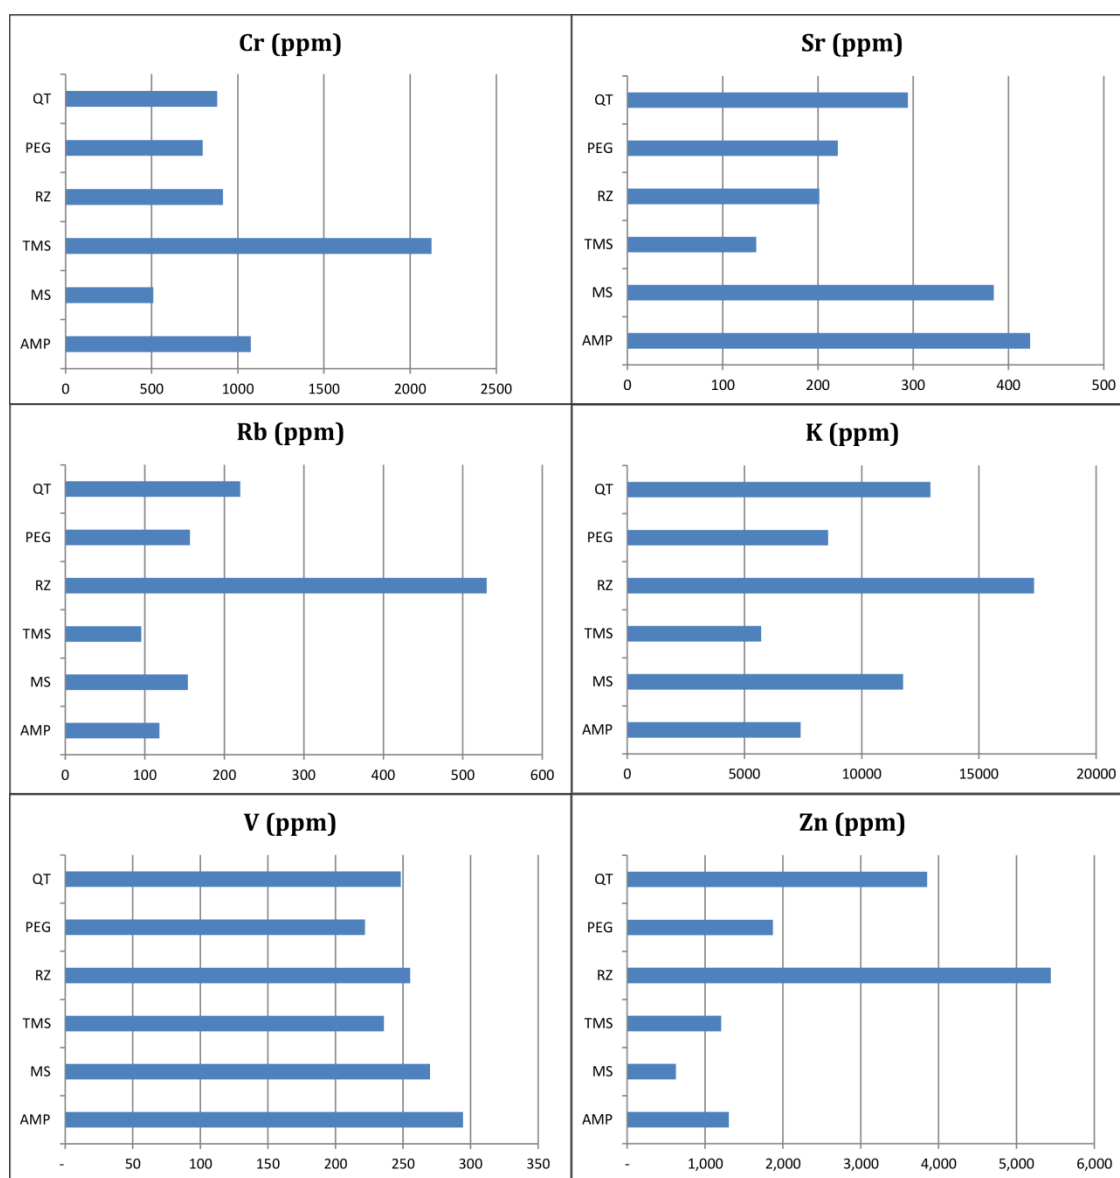 Cr (ppm)
QT
PEG
RZ
TMS
MS
AMP
0 500 1000 1500 2000 2500
Sr (ppm)
QT
PEG
RZ
TMS
MS
AMP
0 100 200 300 400 500
Rb (ppm)
QT
PEG
RZ
TMS
MS
AMP
0 100 200 300 400 500 600
K (ppm)
QT
PEG
RZ
TMS
MS
AMP
0 5000 10000 15000 20000
V (ppm)
QT
PEG
RZ
TMS
MS
AMP
- 50 100 150 200 250 300 350
Zn (ppm)
QT
PEG
RZ
TMS
MS
AMP
- 1,000 2,000 3,000 4,000 5,000 6,000